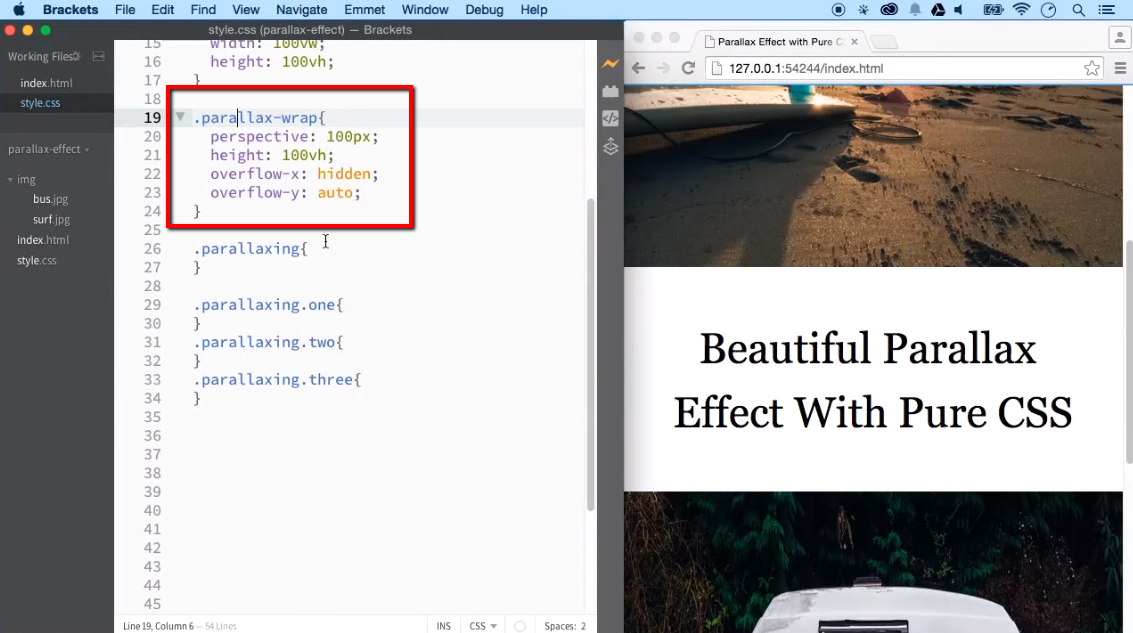 Brackets File Edit Find View Navigate Emmet Window Debug Help
style.css (parallax-effect) — Brackets
Working Files
index.html
style.css
parallax-effect
img
bus.jpg
surf.jpg
index.html
style.css
15 width: 100vw;
16 height: 100vh;
17 }
18
19 .parallax-wrap{
20 perspective: 100px;
21 height: 100vh;
22 overflow-x: hidden;
23 overflow-y: auto;
24 }
25
26 .parallaxing{
27 }
28
29 .parallaxing.one{
30 }
31 .parallaxing.two{
32 }
33 .parallaxing.three{
34 }
35
36
37
38
39
40
41
42
43
44
45
Line 19, Column 6 — 54 Lines
INS CSS Spaces: 2
Parallax Effect with Pure C
127.0.0.1:54244/index.html
Beautiful Parallax
Effect With Pure CSS